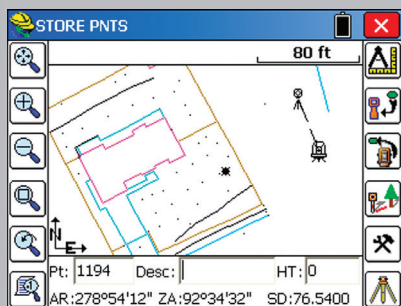 STORE PNTS
80 ft
N
E
Pt: 1194 Desc: HT: 0
AR:278°54'12" ZA:92°34'32" SD:76.5400